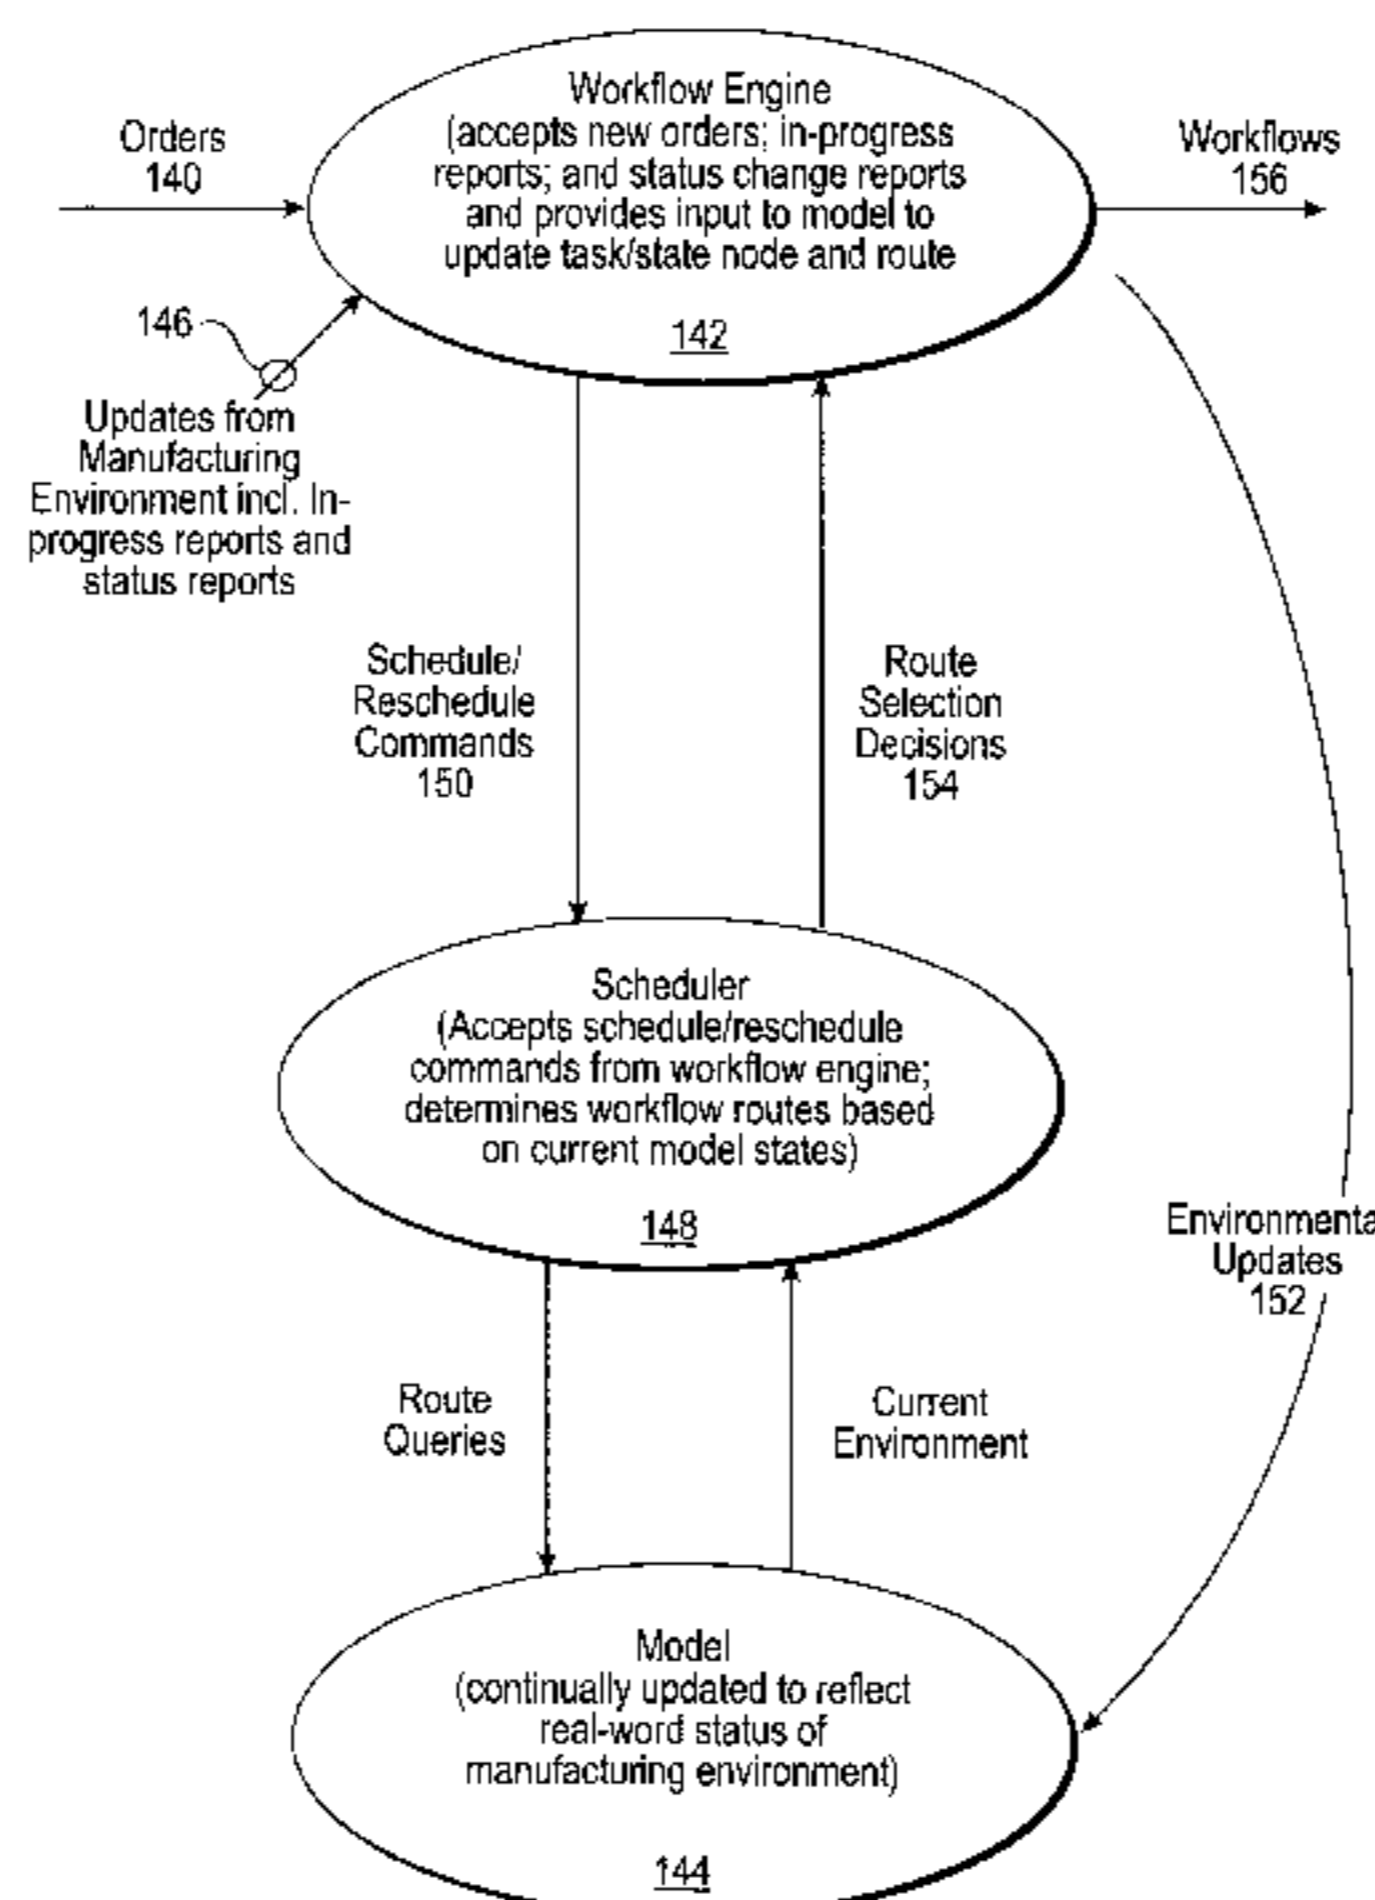 Workflow Engine
(accepts new orders; in-progress
reports; and status change reports
and provides input to model to
update task/state node and route
142
Orders
140
Workflows
156
146
Updates from
Manufacturing
Environment incl. In-
progress reports and
status reports
Schedule/
Reschedule
Commands
150
Route
Selection
Decisions
154
Scheduler
(Accepts schedule/reschedule
commands from workflow engine;
determines workflow routes based
on current model states)
148
Environmenta
Updates
152
Route
Queries
Current
Environment
Model
(continually updated to reflect
real-word status of
manufacturing environment)
144